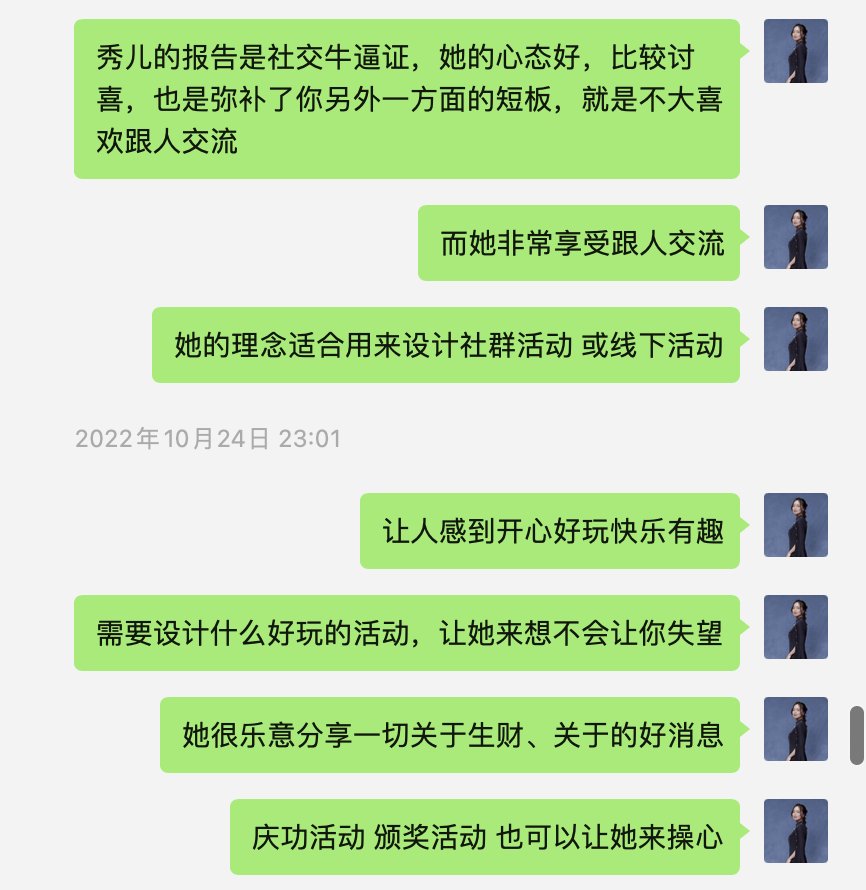 秀儿的报告是社交牛逼证，她的心态好，比较讨
喜，也是弥补了你另外一方面的短板，就是不大喜
欢跟人交流
而她非常享受跟人交流
她的理念适合用来设计社群活动 或线下活动
2022年10月24日 23:01
让人感到开心好玩快乐有趣
需要设计什么好玩的活动，让她来想不会让你失望
她很乐意分享一切关于生财、关于的好消息
庆功活动 颁奖活动 也可以让她来操心